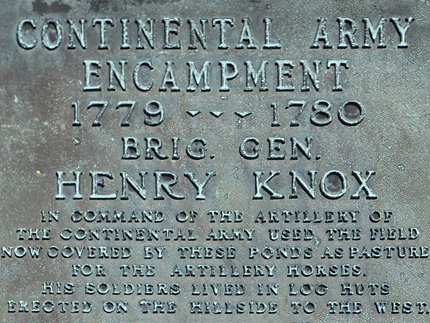 CONTINENTAL ARMY
ENCAMPMENT
1779 --- 1780
BRIG. GEN.
HENRY KNOX
IN COMMAND OF THE ARTILLERY OF
THE CONTINENTAL ARMY USED THE FIELD
NOW COVERED BY THESE PONDS AS PASTURE
FOR THE ARTILLERY HORSES.
HIS SOLDIERS LIVED IN LOG HUTS
ERECTED ON THE HILLSIDE TO THE WEST.